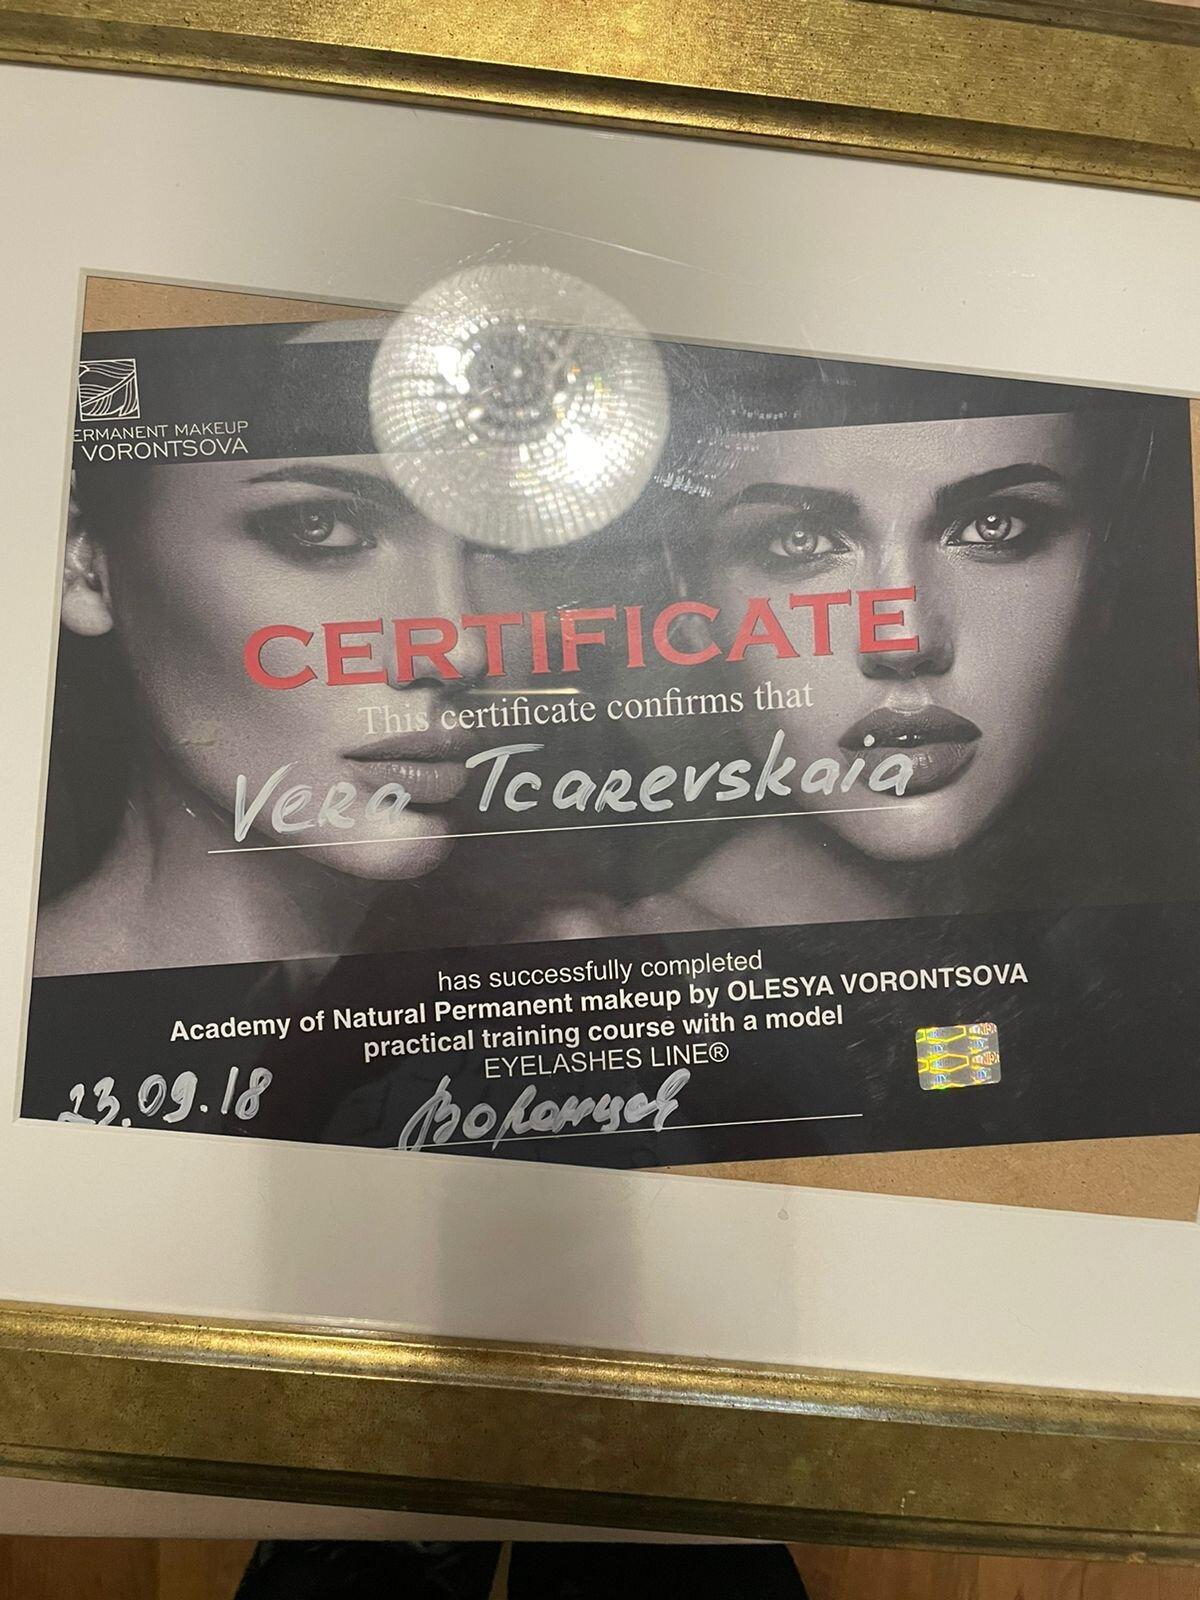 ERMANENT MAKEUP
VORONTSOVA
CERTIFICATE
This certificate confirms that
Vera Tcarevskaia
has successfully completed
Academy of Natural Permanent makeup by OLESYA VORONTSOVA
practical training course with a model
EYELASHES LINE®
23.09.18